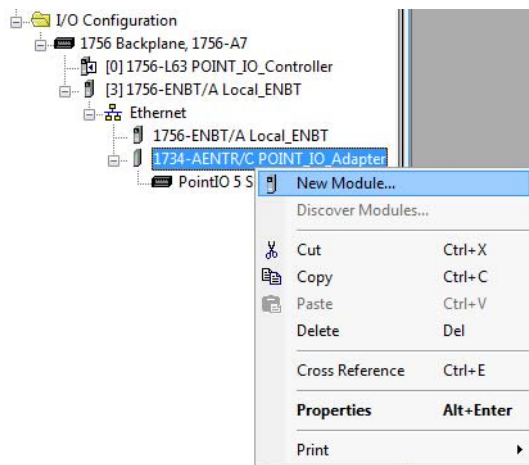 I/O Configuration
1756 Backplane, 1756-A7
[0] 1756-L63 POINT_IO_Controller
[3] 1756-ENBT/A Local_ENBT
Ethernet
1756-ENBT/A Local_ENBT
1734-AENTR/C POINT_IO_Adapter
PointIO 5 S
New Module...
Discover Modules...
Cut Ctrl+X
Copy Ctrl+C
Paste Ctrl+V
Delete Del
Cross Reference Ctrl+E
Properties Alt+Enter
Print